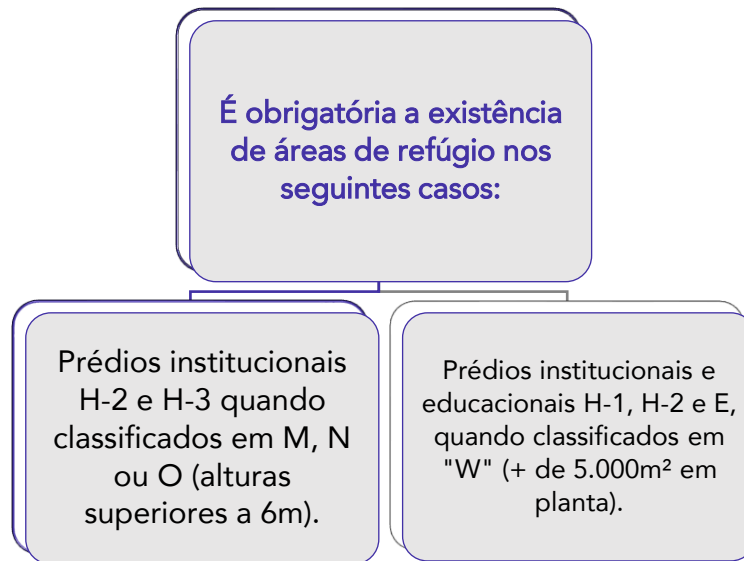 É obrigatória a existência
de áreas de refúgio nos
seguintes casos:
Prédios institucionais
H-2 e H-3 quando
classificados em M, N
ou O (alturas
superiores a 6m).
Prédios institucionais e
educacionais H-1, H-2 e E,
quando classificados em
"W" (+ de 5.000m² em
planta).